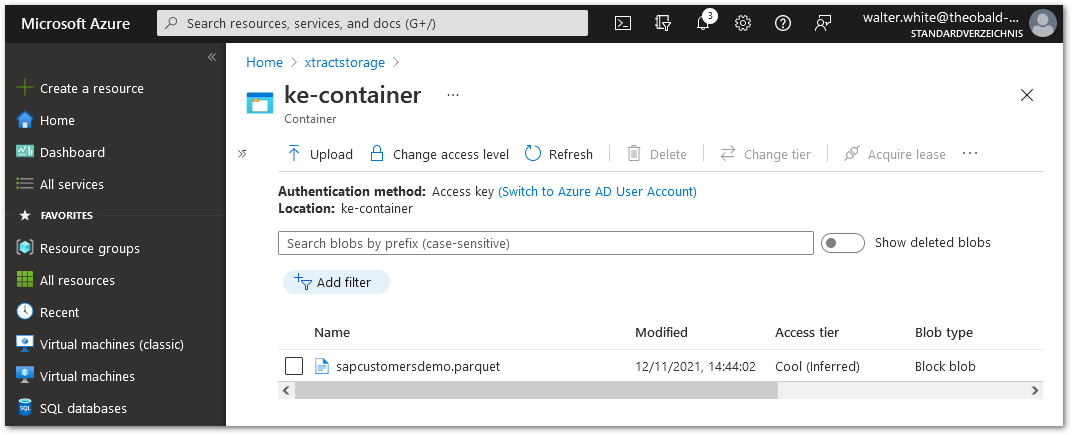 Microsoft Azure
Search resources, services, and docs (G+/)
3
walter.white@theobald-...
STANDARDVERZEICHNIS
Create a resource
Home
Dashboard
All services
FAVORITES
Resource groups
All resources
Recent
Virtual machines (classic)
Virtual machines
SQL
SQL databases
Home > xtractstorage >
ke-container ...
Container
Upload Change access level Refresh Delete Change tier Acquire lease ...
Authentication method: Access key (Switch to Azure AD User Account)
Location: ke-container
Search blobs by prefix (case-sensitive)
Show deleted blobs
Add filter
Name Modified Access tier Blob type
sapcustomersdemo.parquet 12/11/2021, 14:44:02 Cool (Inferred) Block blob